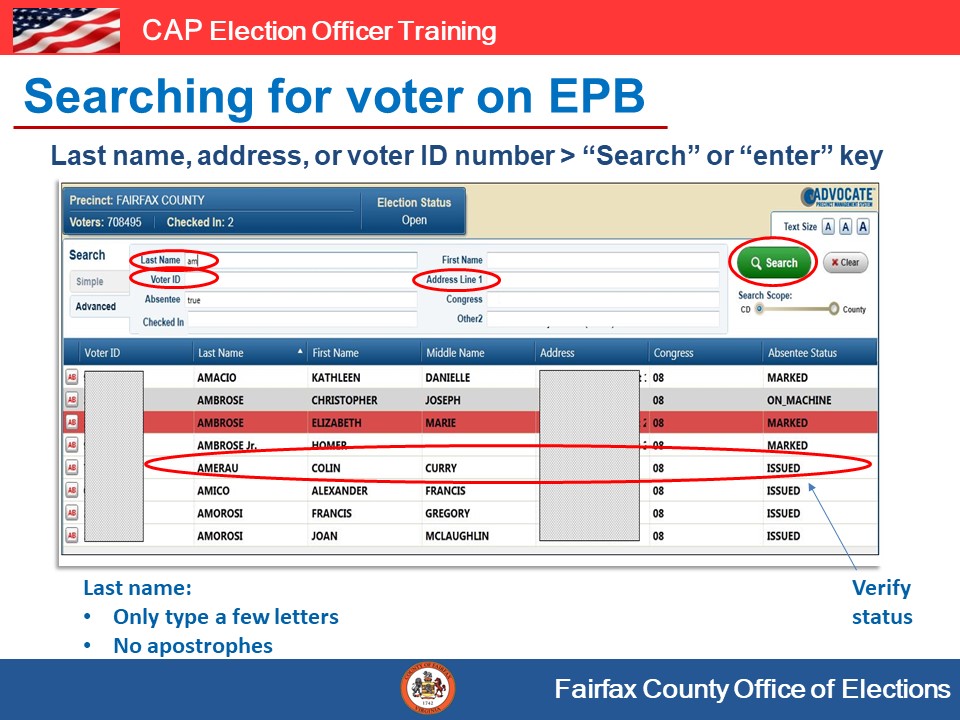 CAP Election Officer Training
Searching for voter on EPB
Last name, address, or voter ID number > “Search” or “enter” key
Precinct: FAIRFAX COUNTY
Voters: 708495 Checked In: 2
Election Status
Open
ADVOCATE
PRECINCT MANAGEMENT SYSTEM
Text Size A A A
Search
Simple
Advanced
Last Name am
First Name
Voter ID
Address Line 1
Absentee true
Congress
Checked In
Other2
Search
Clear
Search Scope:
CD County
Voter ID Last Name First Name Middle Name Address Congress Absentee Status
AB AMACIO KATHLEEN DANIELLE 08 MARKED
AB AMBROSE CHRISTOPHER JOSEPH 08 ON_MACHINE
AB AMBROSE ELIZABETH MARIE 08 MARKED
AB AMBROSE Jr. HOMER 08 MARKED
AB AMERAU COLIN CURRY 08 ISSUED
AB AMICO ALEXANDER FRANCIS 08 ISSUED
AB AMOROSI FRANCIS GREGORY 08 ISSUED
AB AMOROSI JOAN MCLAUGHLIN 08 ISSUED
Last name:
• Only type a few letters
• No apostrophes
Verify
status
COUNTY OF FAIRFAX
VIRGINIA
1742
Fairfax County Office of Elections